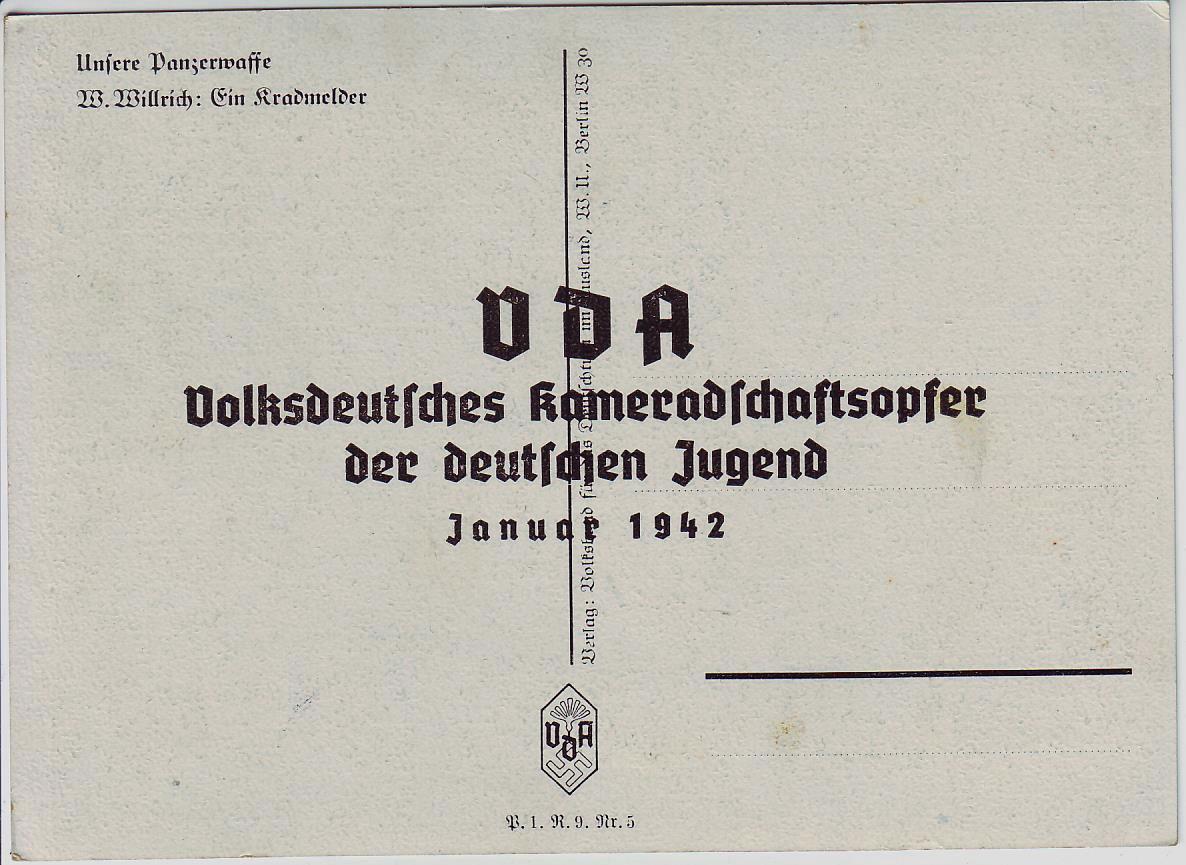 Unsere Panzerwaffe
W. Willrich: Ein Kradmelder
Verlag: Volksbund für das Deutschtum im Ausland, W. U., Berlin W 30
VDA
Volksdeutsches Kameradschaftsopfer
der deutschen Jugend
Januar 1942
VDA
P. 1. R. 9. Nr. 5